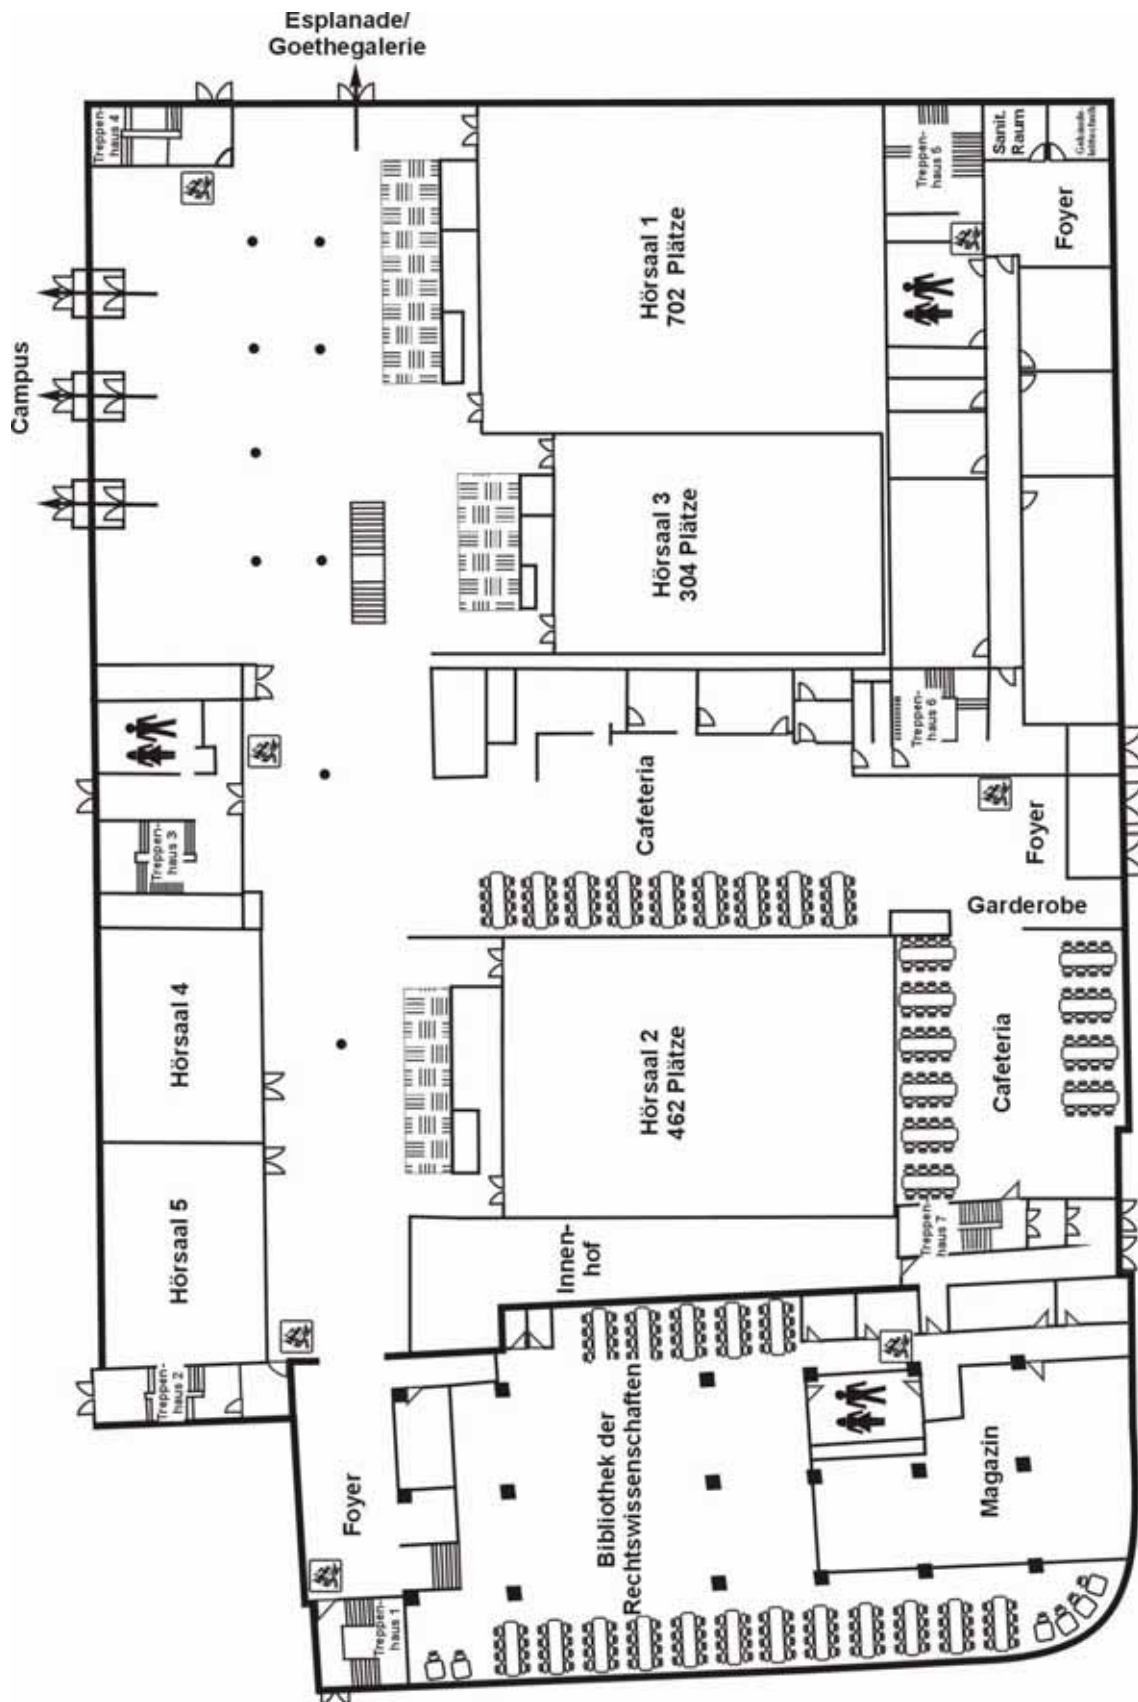 Esplanade/
Goethegalerie
Treppen-
haus 4
Treppen-
haus 5
Sanit.
Raum
Gebäude-
Foyer
Campus
Hörsaal 1
702 Plätze
Hörsaal 3
304 Plätze
Treppen-
haus 6
Cafeteria
Foyer
Treppen-
haus 3
Garderobe
Hörsaal 4
Hörsaal 2
462 Plätze
Cafeteria
Hörsaal 5
Treppen-
haus 7
Innen-
hof
Treppen-
haus 2
Bibliothek der
Rechtswissenschaften
Magazin
Foyer
Treppen-
haus 1